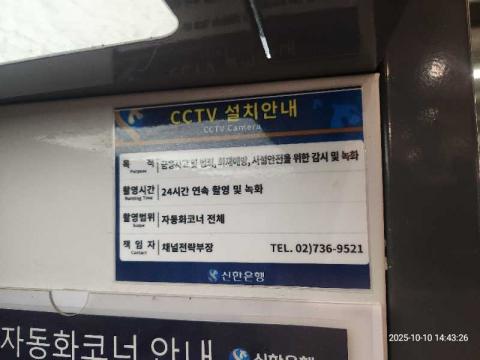 CCTV 설치안내
CCTV Camera
목 적 금융사고 및 범죄, 화재예방, 시설안전을 위한 감시 및 녹화
Purpose
촬영시간 24시간 연속 촬영 및 녹화
Running Time
촬영범위 자동화코너 전체
Scope
책 임 자 채널전략부장 TEL. 02)736-9521
Contact
신한은행
자동화코너 안내 신한은행
2025-10-10 14:43:26